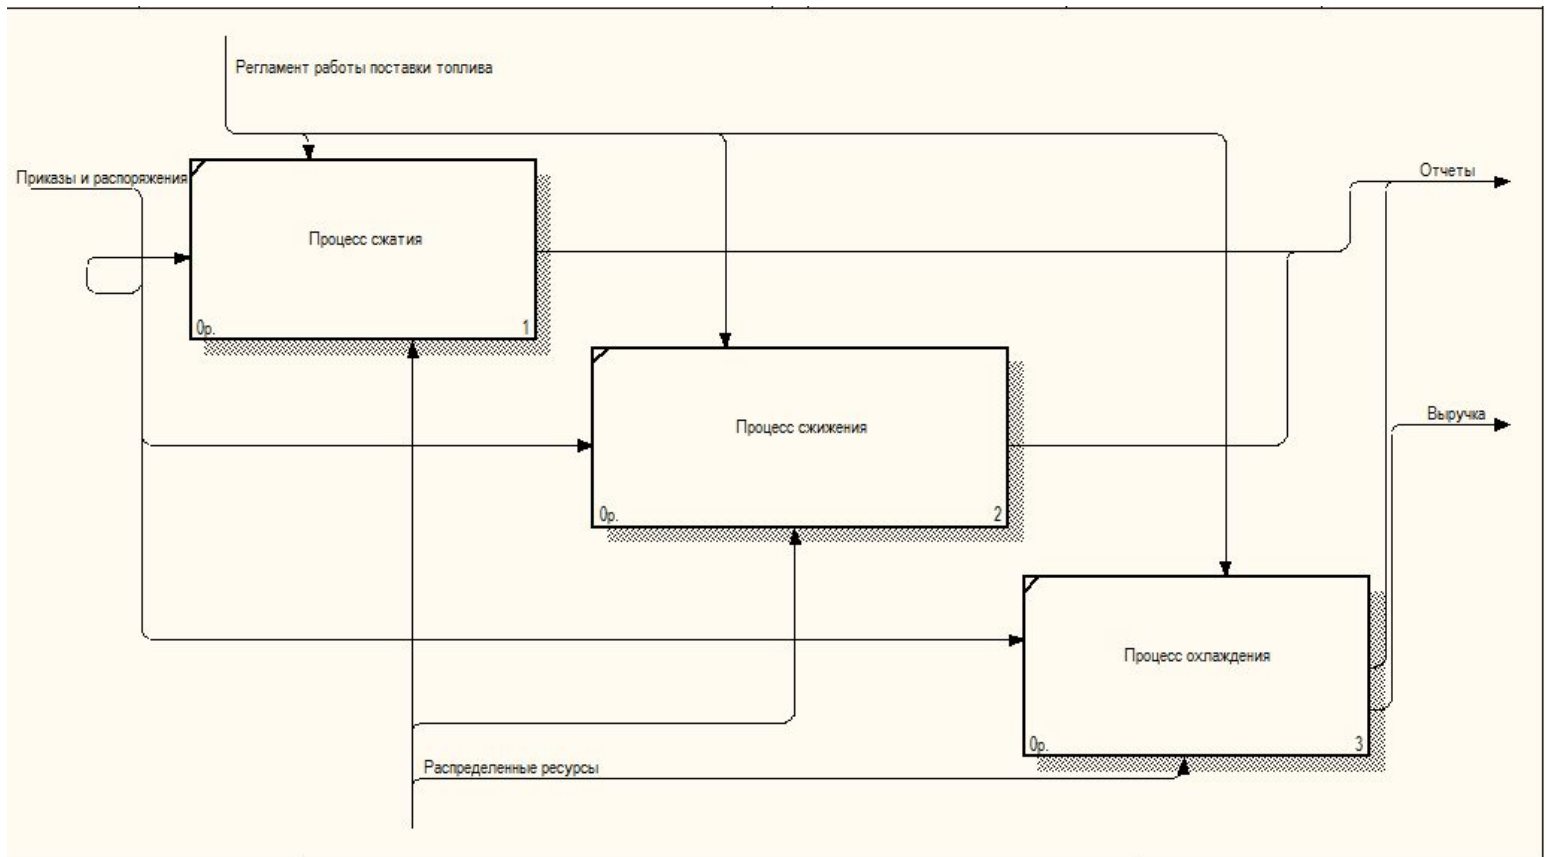 Регламент работы поставки топлива
Приказы и распоряжения
Отчеты
Процесс сжатия
0р. 1
Выручка
Процесс сжижения
0р. 2
Процесс охлаждения
0р. 3
Распределенные ресурсы